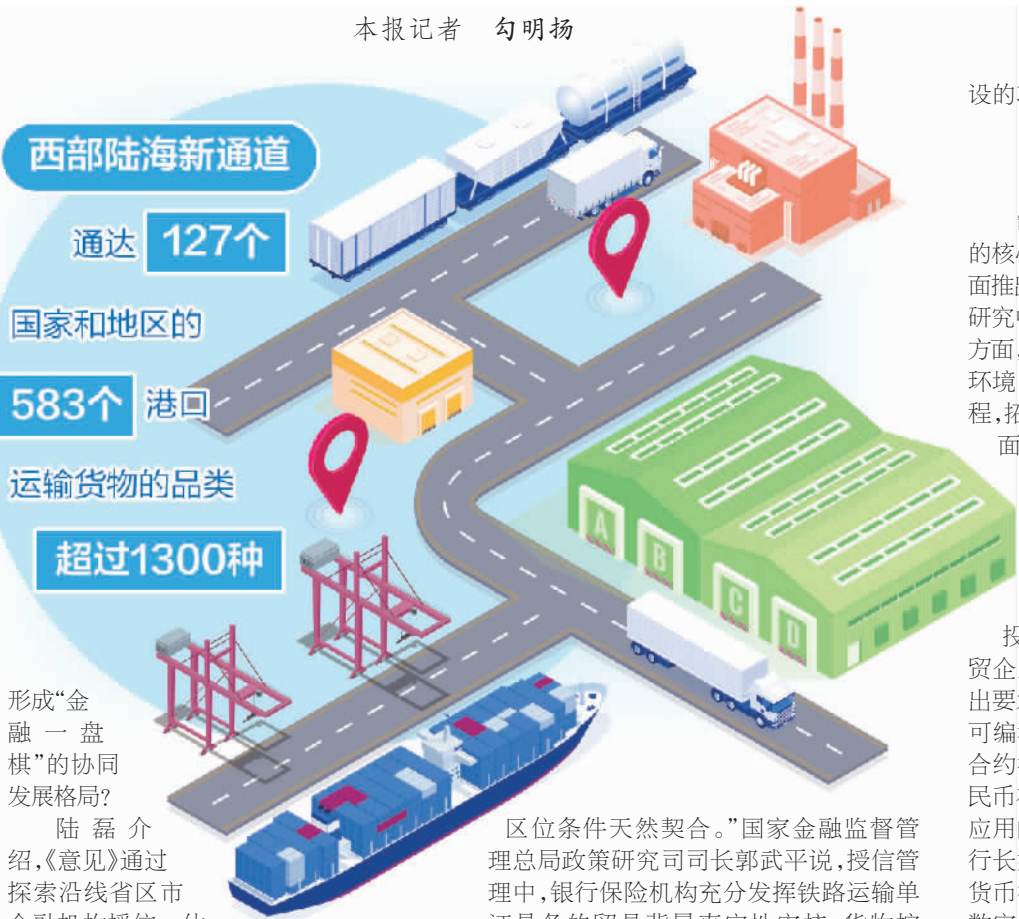 本报记者 勾明扬
西部陆海新通道
通达 127个
国家和地区的
583个 港口
运输货物的品类
超过1300种
A
B
C
D
形成“金
融一盘
棋”的协同
发展格局?
陆磊介
绍,《意见》通过
探索沿线省区市
区位条件天然契合。”国家金融监督管
理总局政策研究司司长郭武平说,授信管
理中,银行保险机构充分发挥铁路运输单
设的
的核心
面推出
研究中
方面,
环境
程,拓
面
投
贸企
出要
可编
合约
民币
应用
行长
货币